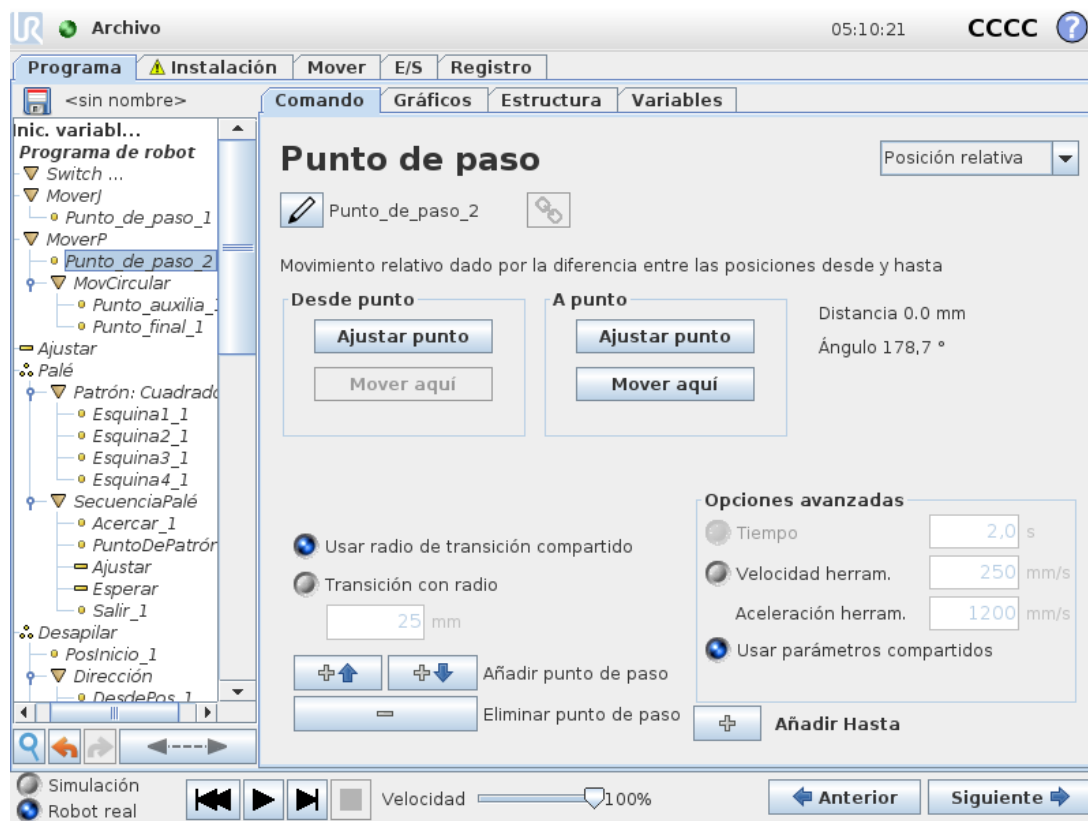 UR Archivo 05:10:21 CCCC ?
Programa Instalación Mover E/S Registro
<sin nombre> Comando Gráficos Estructura Variables
Inic. variabl...
Programa de robot
Switch ...
MoverJ
Punto_de_paso_1
MoverP
Punto_de_paso_2
MovCircular
Punto_auxilia_1
Punto_final_1
Ajustar
Palé
Patrón: Cuadrado
Esquina1_1
Esquina2_1
Esquina3_1
Esquina4_1
SecuenciaPalé
Acercar_1
PuntoDePatrón
Ajustar
Esperar
Salir_1
Desapilar
PosInicio_1
Dirección
DesdePos_1
Punto de paso
Posición relativa
Punto_de_paso_2
Movimiento relativo dado por la diferencia entre las posiciones desde y hasta
Desde punto
Ajustar punto
Mover aquí
A punto
Ajustar punto
Mover aquí
Distancia 0.0 mm
Ángulo 178,7 °
Usar radio de transición compartido
Transición con radio
25 mm
Añadir punto de paso
Eliminar punto de paso
Opciones avanzadas
Tiempo 2,0 s
Velocidad herram. 250 mm/s
Aceleración herram. 1200 mm/s
Usar parámetros compartidos
Añadir Hasta
Simulación
Robot real
Velocidad 100%
Anterior
Siguiente